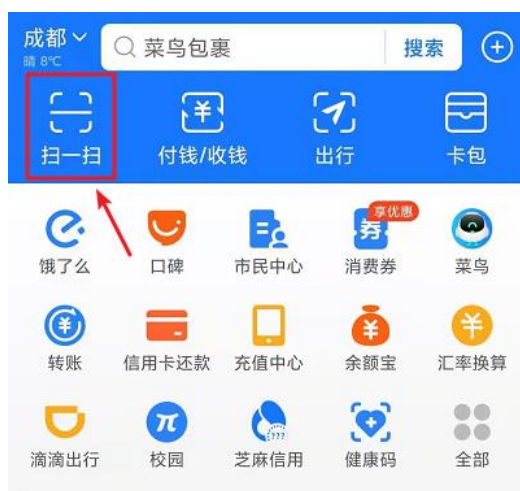 成都
晴 8℃
菜鸟包裹
搜索
扫一扫
付钱/收钱
出行
卡包
享优惠
券
饿了么
口碑
市民中心
消费券
菜鸟
转账
信用卡还款
充值中心
余额宝
汇率换算
π
???
滴滴出行
校园
芝麻信用
健康码
全部